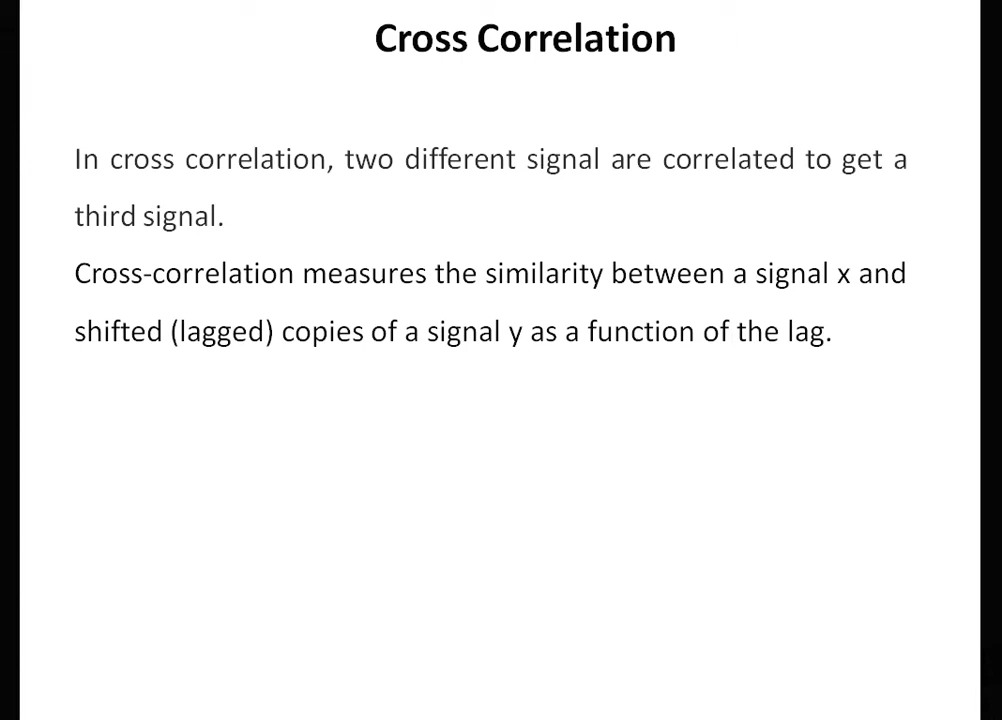 Cross Correlation
In cross correlation, two different signal are correlated to get a
third signal.
Cross-correlation measures the similarity between a signal x and
shifted (lagged) copies of a signal y as a function of the lag.